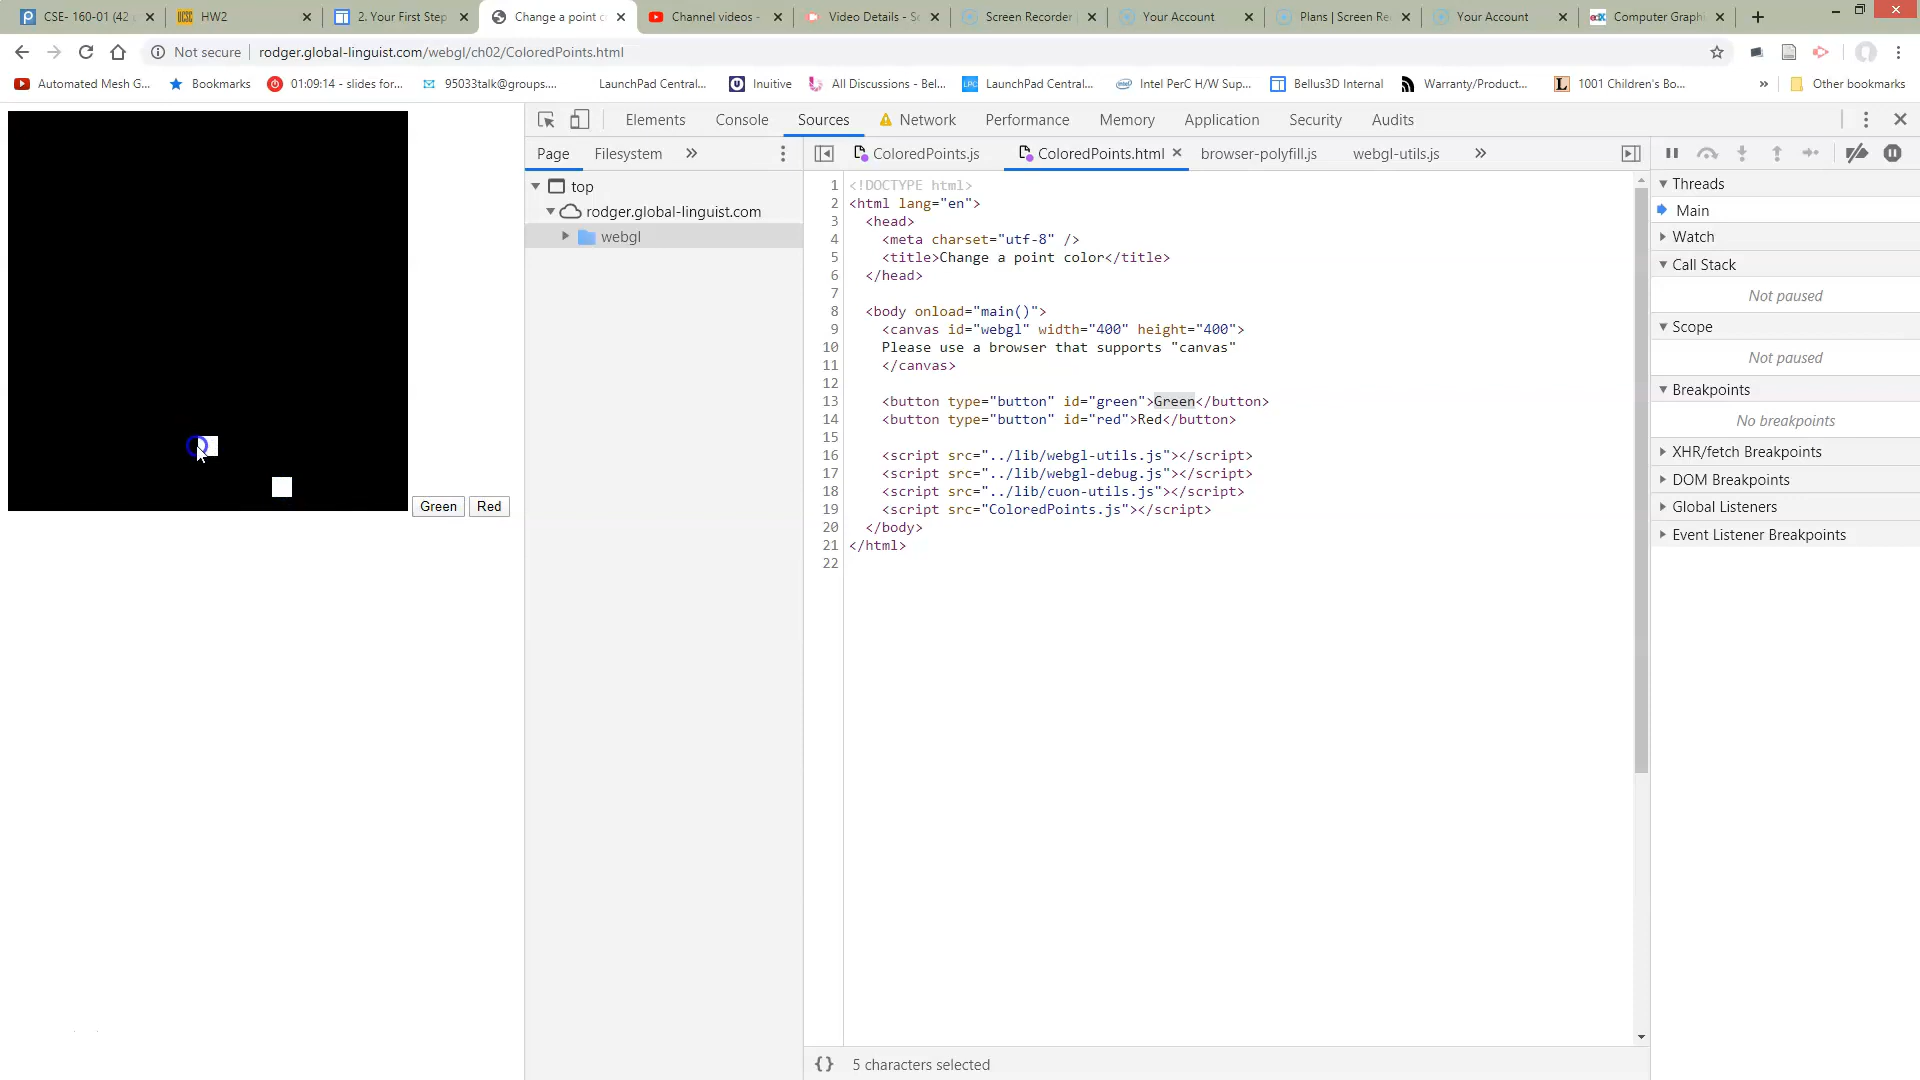 CSE- 160-01 (42
HW2
2. Your First Step
Change a point c
Channel videos -
Video Details - Sc
Screen Recorder
Your Account
Plans | Screen Re
Your Account
Computer Graphi
Not secure
rodger.global-linguist.com/webgl/ch02/ColoredPoints.html
Automated Mesh G...
Bookmarks
01:09:14 - slides for...
95033talk@groups....
LaunchPad Central...
Inuitive
All Discussions - Bel...
LaunchPad Central...
Intel PerC H/W Sup...
Bellus3D Internal
Warranty/Product...
1001 Children's Bo...
»
Other bookmarks
Elements
Console
Sources
Network
Performance
Memory
Application
Security
Audits
Page
Filesystem
»
ColoredPoints.js
ColoredPoints.html
browser-polyfill.js
webgl-utils.js
»
top
rodger.global-linguist.com
webgl
Green
Red
1 <!DOCTYPE html>
2 <html lang="en">
3 <head>
4 <meta charset="utf-8" />
5 <title>Change a point color</title>
6 </head>
7
8 <body onload="main()">
9 <canvas id="webgl" width="400" height="400">
10 Please use a browser that supports "canvas"
11 </canvas>
12
13 <button type="button" id="green">Green</button>
14 <button type="button" id="red">Red</button>
15
16 <script src="../lib/webgl-utils.js"></script>
17 <script src="../lib/webgl-debug.js"></script>
18 <script src="../lib/cuon-utils.js"></script>
19 <script src="ColoredPoints.js"></script>
20 </body>
21 </html>
22
{} 5 characters selected
Threads
Main
Watch
Call Stack
Not paused
Scope
Not paused
Breakpoints
No breakpoints
XHR/fetch Breakpoints
DOM Breakpoints
Global Listeners
Event Listener Breakpoints